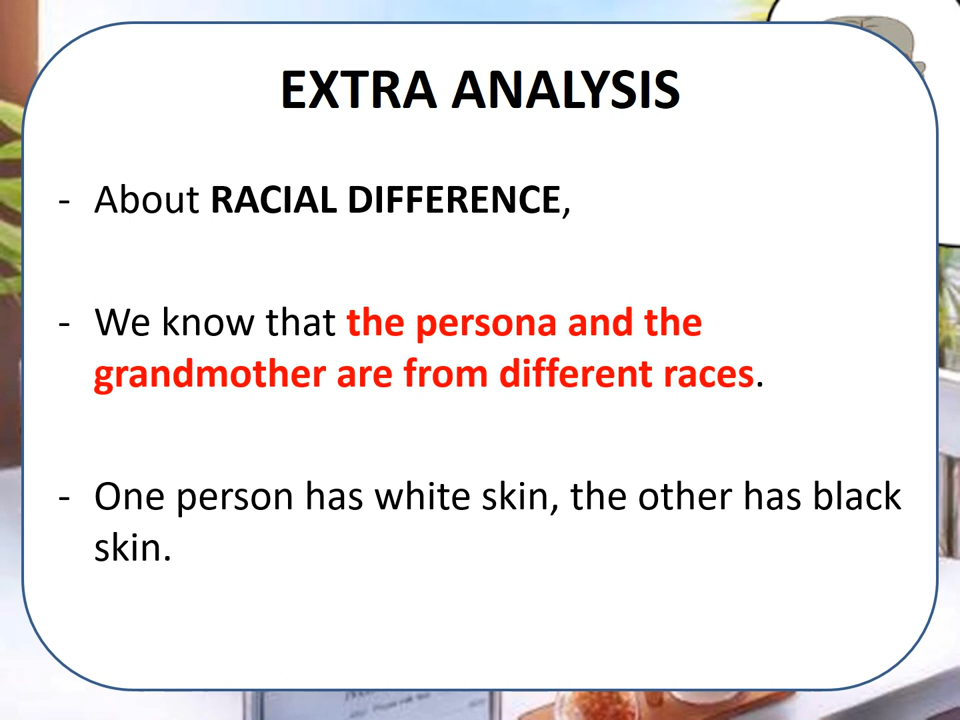 EXTRA ANALYSIS
- About RACIAL DIFFERENCE,
- We know that the persona and the
grandmother are from different races.
- One person has white skin, the other has black
skin.